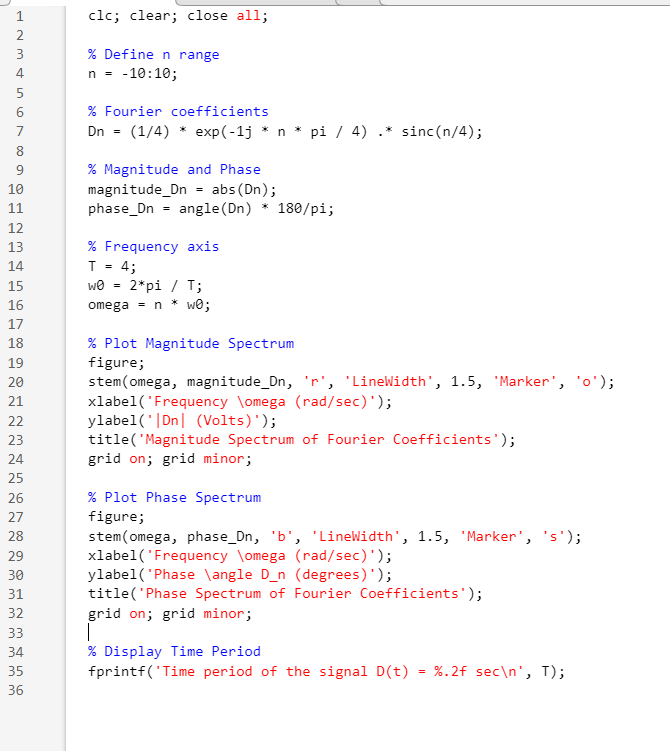 1 clc; clear; close all;
2
3 % Define n range
4 n = -10:10;
5
6 % Fourier coefficients
7 Dn = (1/4) * exp(-1j * n * pi / 4) .* sinc(n/4);
8
9 % Magnitude and Phase
10 magnitude_Dn = abs(Dn);
11 phase_Dn = angle(Dn) * 180/pi;
12
13 % Frequency axis
14 T = 4;
15 w0 = 2*pi / T;
16 omega = n * w0;
17
18 % Plot Magnitude Spectrum
19 figure;
20 stem(omega, magnitude_Dn, 'r', 'LineWidth', 1.5, 'Marker', 'o');
21 xlabel('Frequency \omega (rad/sec)');
22 ylabel('|Dn| (Volts)');
23 title('Magnitude Spectrum of Fourier Coefficients');
24 grid on; grid minor;
25
26 % Plot Phase Spectrum
27 figure;
28 stem(omega, phase_Dn, 'b', 'LineWidth', 1.5, 'Marker', 's');
29 xlabel('Frequency \omega (rad/sec)');
30 ylabel('Phase \angle D_n (degrees)');
31 title('Phase Spectrum of Fourier Coefficients');
32 grid on; grid minor;
33
34 % Display Time Period
35 fprintf('Time period of the signal D(t) = %.2f sec\n', T);
36